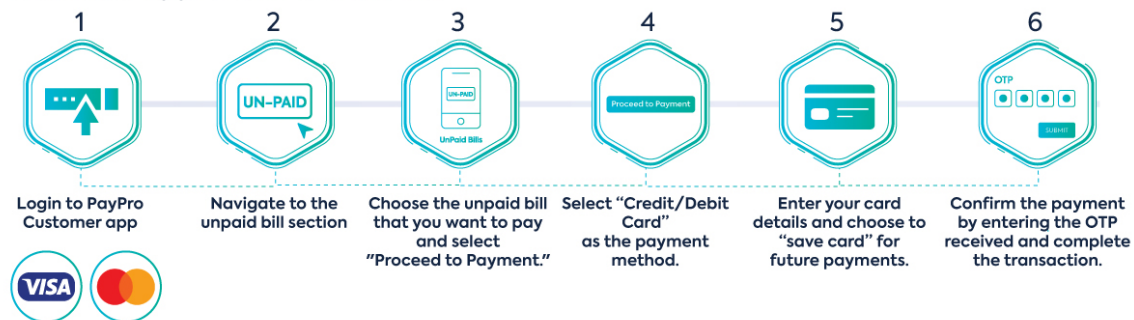 1
2
3
4
5
6
UN-PAID
UN-PAID
UnPaid Bills
Proceed to Payment
OTP
SUBMIT
Login to PayPro
Customer app
Navigate to the
unpaid bill section
Choose the unpaid bill
that you want to pay
and select
"Proceed to Payment."
Select “Credit/Debit
Card”
as the payment
method.
Enter your card
details and choose to
“save card” for
future payments.
Confirm the payment
by entering the OTP
received and complete
the transaction.
VISA